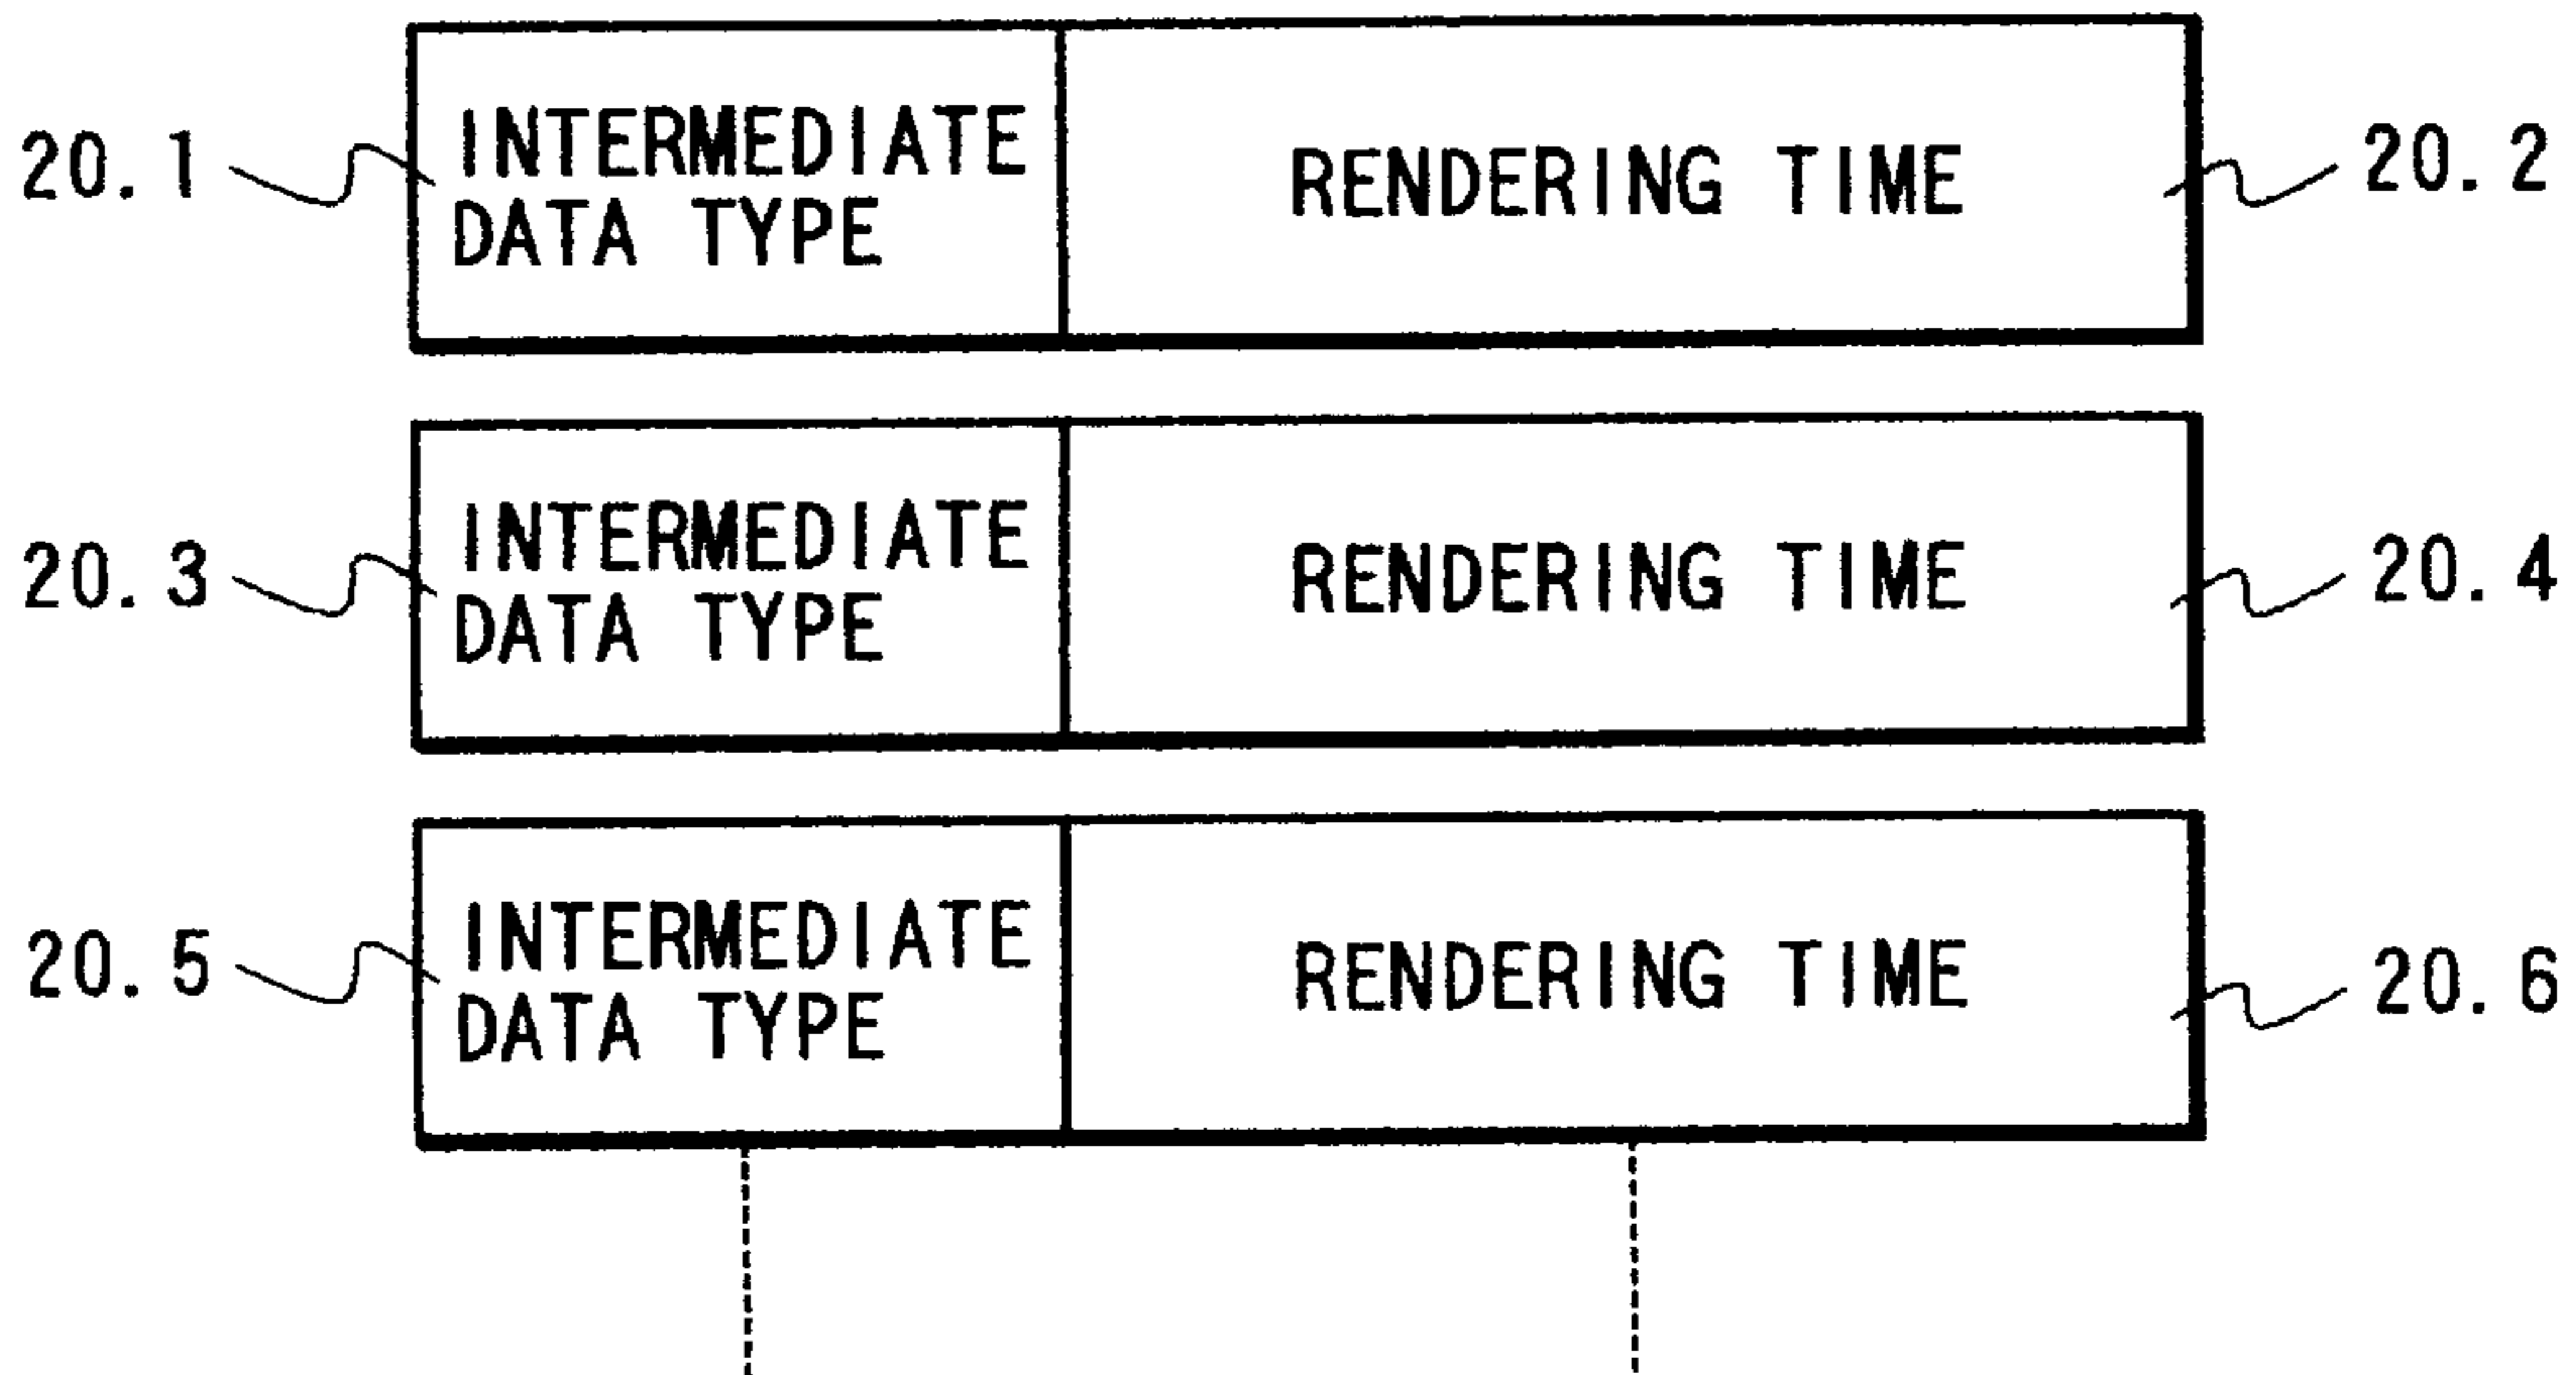 20.1
INTERMEDIATE
DATA TYPE
RENDERING TIME
20.2
20.3
INTERMEDIATE
DATA TYPE
RENDERING TIME
20.4
20.5
INTERMEDIATE
DATA TYPE
RENDERING TIME
20.6